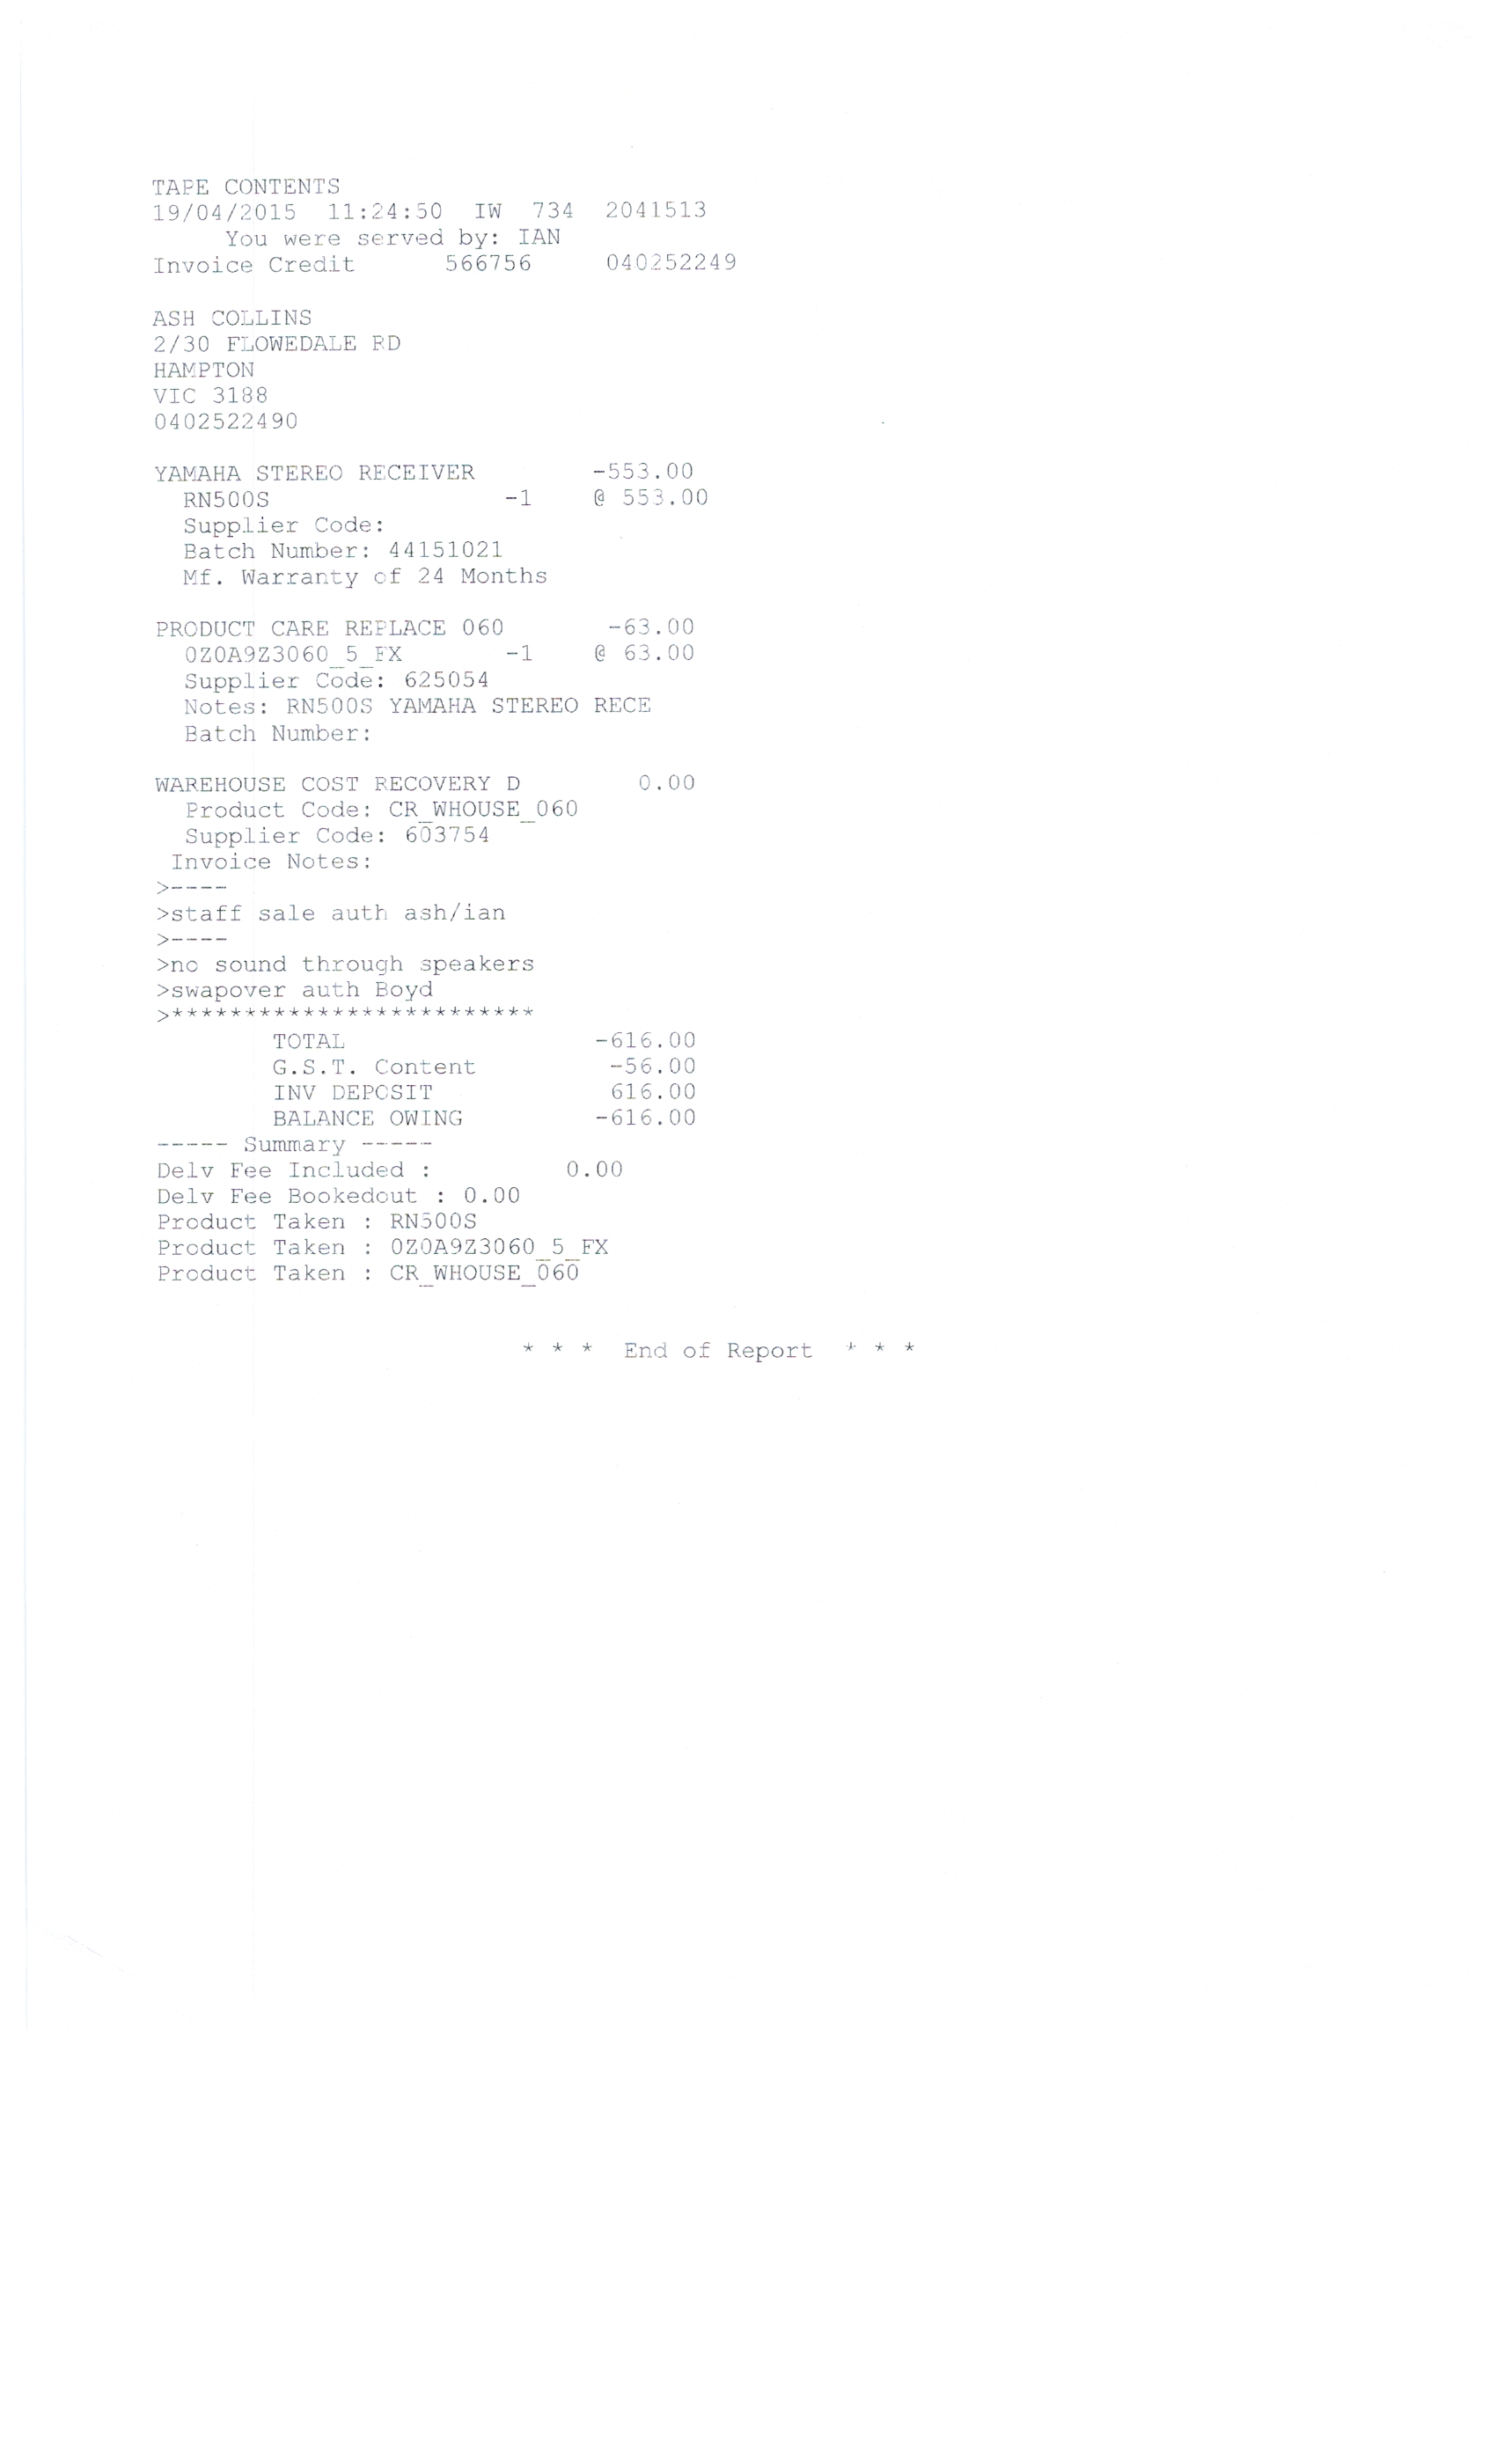 TAPE CONTENTS
19/04/2015 11:24:50 IW 734 2041513
You were served by: IAN
Invoice Credit 566756 040252249
ASH COLLINS
2/30 FLOWEDALE RD
HAMPTON
VIC 3188
0402522490
YAMAHA STEREO RECEIVER -553.00
RN500S -1 @ 553.00
Supplier Code:
Batch Number: 44151021
Mf. Warranty of 24 Months
PRODUCT CARE REPLACE 060 -63.00
0Z0A9Z3060_5_FX -1 @ 63.00
Supplier Code: 625054
Notes: RN500S YAMAHA STEREO RECE
Batch Number:
WAREHOUSE COST RECOVERY D 0.00
Product Code: CR_WHOUSE_060
Supplier Code: 603754
Invoice Notes:
>----
>staff sale auth ash/ian
>----
>no sound through speakers
>swapover auth Boyd
>*************************
TOTAL -616.00
G.S.T. Content -56.00
INV DEPOSIT 616.00
BALANCE OWING -616.00
----- Summary -----
Delv Fee Included : 0.00
Delv Fee Bookedout : 0.00
Product Taken : RN500S
Product Taken : 0Z0A9Z3060_5_FX
Product Taken : CR_WHOUSE_060
* * * End of Report * * *